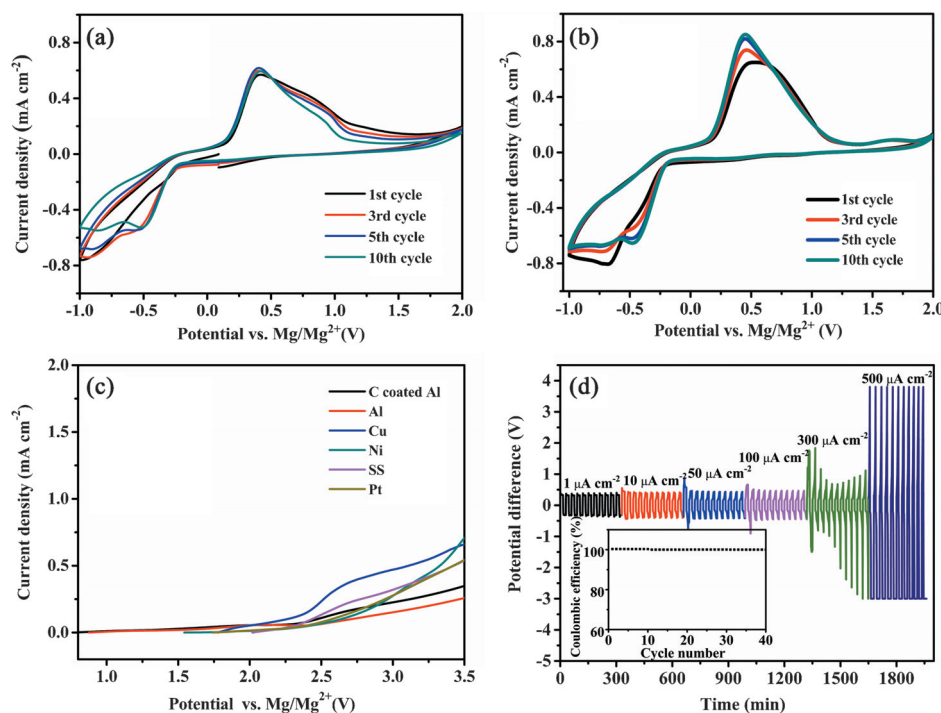 (a)
Current density (mA cm⁻²)
0.8
0.4
0.0
-0.4
-0.8
1st cycle
3rd cycle
5th cycle
10th cycle
-1.0 -0.5 0.0 0.5 1.0 1.5 2.0
Potential vs. Mg/Mg²⁺(V)
(b)
Current density (mA cm⁻²)
0.8
0.4
0.0
-0.4
-0.8
1st cycle
3rd cycle
5th cycle
10th cycle
-1.0 -0.5 0.0 0.5 1.0 1.5 2.0
Potential vs. Mg/Mg²⁺ (V)
(c)
Current density (mA cm⁻²)
2.0
1.5
1.0
0.5
0.0
C coated Al
Al
Cu
Ni
SS
Pt
1.0 1.5 2.0 2.5 3.0 3.5
Potential vs. Mg/Mg²⁺(V)
(d)
Potential difference (V)
4
3
2
1
0
-1
-2
-3
-4
-5
1 μA cm⁻²
10 μA cm⁻²
50 μA cm⁻²
100 μA cm⁻²
300 μA cm⁻²
500 μA cm⁻²
Coulombic efficiency (%)
100
80
60
0 10 20 30 40
Cycle number
0 300 600 900 1200 1500 1800
Time (min)